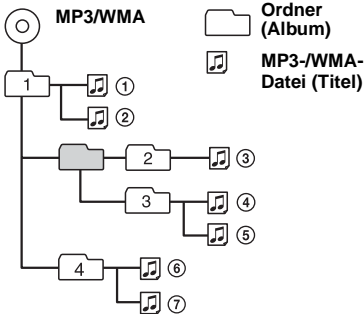 MP3/WMA
Ordner
(Album)
MP3-/WMA-
Datei (Titel)
1
①
②
2
③
3
④
⑤
4
⑥
⑦